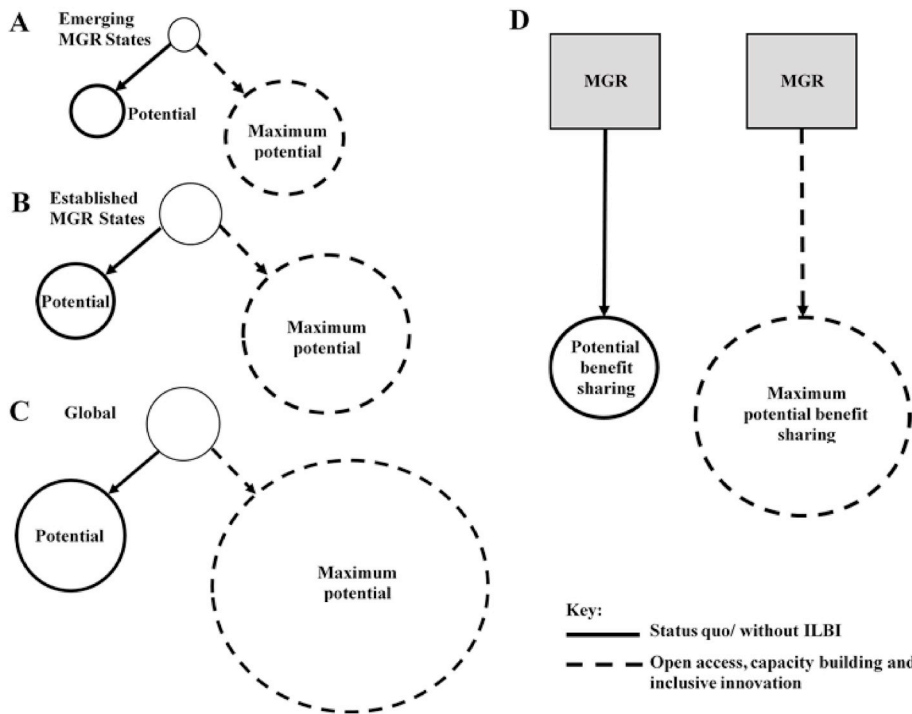 A
Emerging
MGR States
Potential
Maximum
potential
B
Established
MGR States
Potential
Maximum
potential
C
Global
Potential
Maximum
potential
D
MGR
MGR
Potential
benefit
sharing
Maximum
potential benefit
sharing
Key:
Status quo/ without ILBI
Open access, capacity building and
inclusive innovation